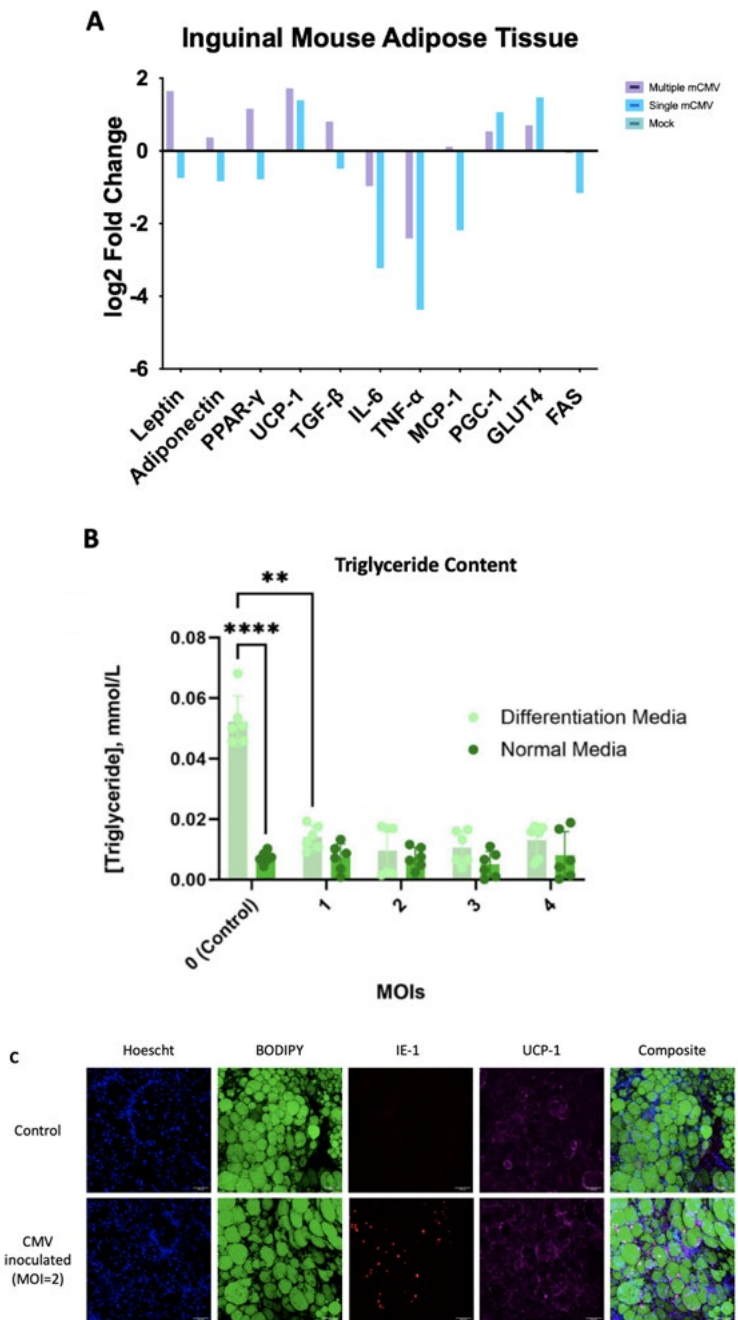 A
Inguinal Mouse Adipose Tissue
log2 Fold Change
2
0
-2
-4
-6
Multiple mCMV
Single mCMV
Mock
Leptin
Adiponectin
PPAR-γ
UCP-1
TGF-β
IL-6
TNF-α
MCP-1
PGC-1
GLUT4
FAS
B
Triglyceride Content
**
****
[Triglyceride], mmol/L
0.08
0.06
0.04
0.02
0.00
Differentiation Media
Normal Media
0 (Control)
1
2
3
4
MOIs
C
Hoescht BODIPY IE-1 UCP-1 Composite
Control
CMV
inoculated
(MOI=2)